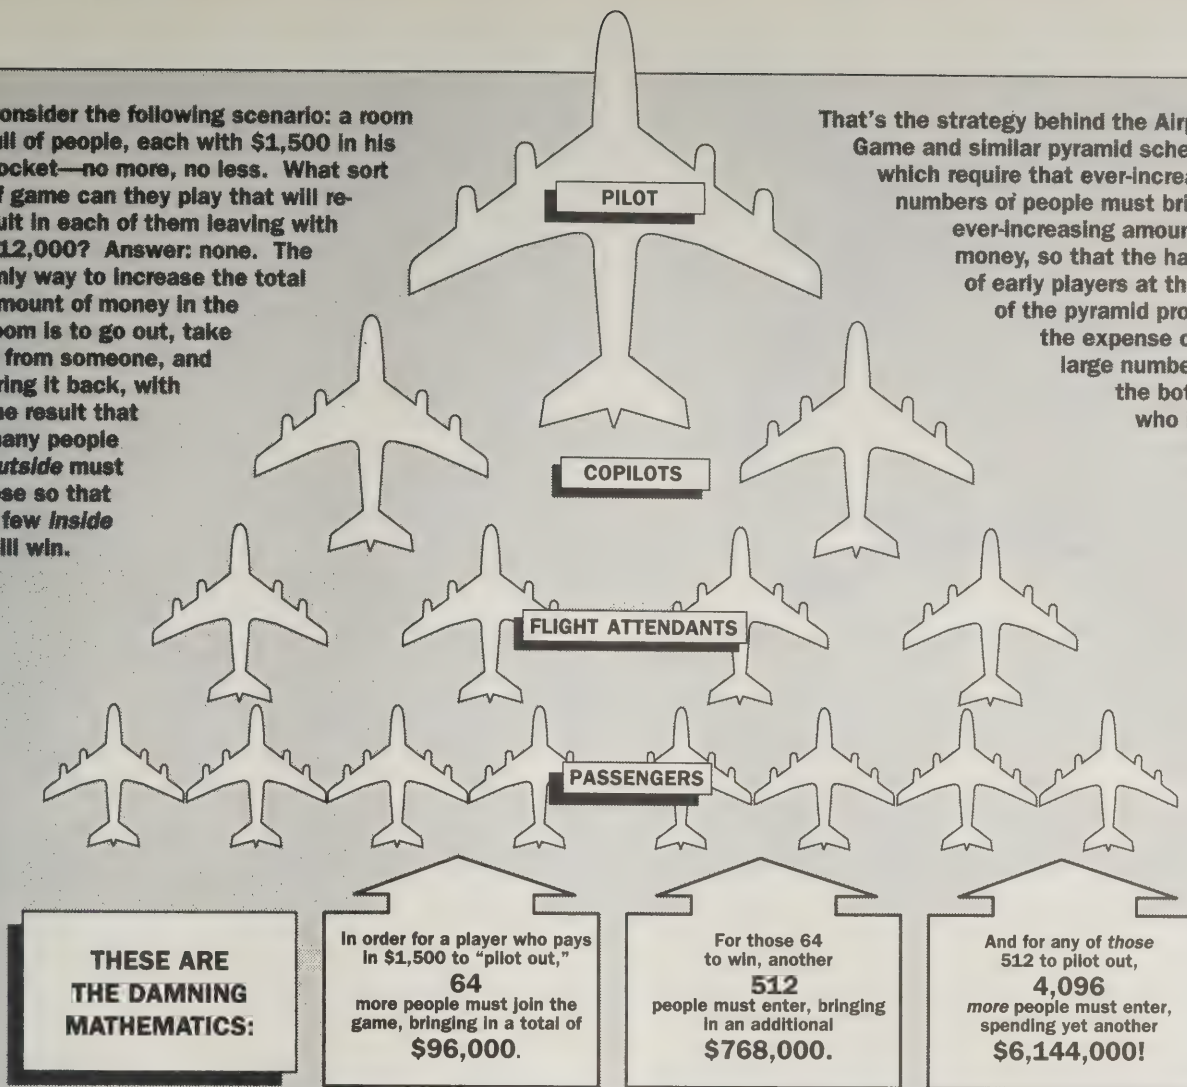 onsider the following scenario: a room
ll of people, each with $1,500 in his
ocket—no more, no less. What sort
f game can they play that will re-
ult in each of them leaving with
12,000? Answer: none. The
nly way to increase the total
mount of money in the
oom is to go out, take
from someone, and
ring it back, with
he result that
any people
utside must
se so that
few inside
ill win.
That's the strategy behind the Airp
Game and similar pyramid sche
which require that ever-increa
numbers of people must bri
ever-increasing amour
money, so that the ha
of early players at th
of the pyramid pro
the expense o
large numbe
the bot
who
PILOT
COPILOTS
FLIGHT ATTENDANTS
PASSENGERS
THESE ARE
THE DAMNING
MATHEMATICS:
In order for a player who pays
in $1,500 to "pilot out,"
64
more people must join the
game, bringing in a total of
$96,000.
For those 64
to win, another
512
people must enter, bringing
in an additional
$768,000.
And for any of those
512 to pilot out,
4,096
more people must enter,
spending yet another
$6,144,000!